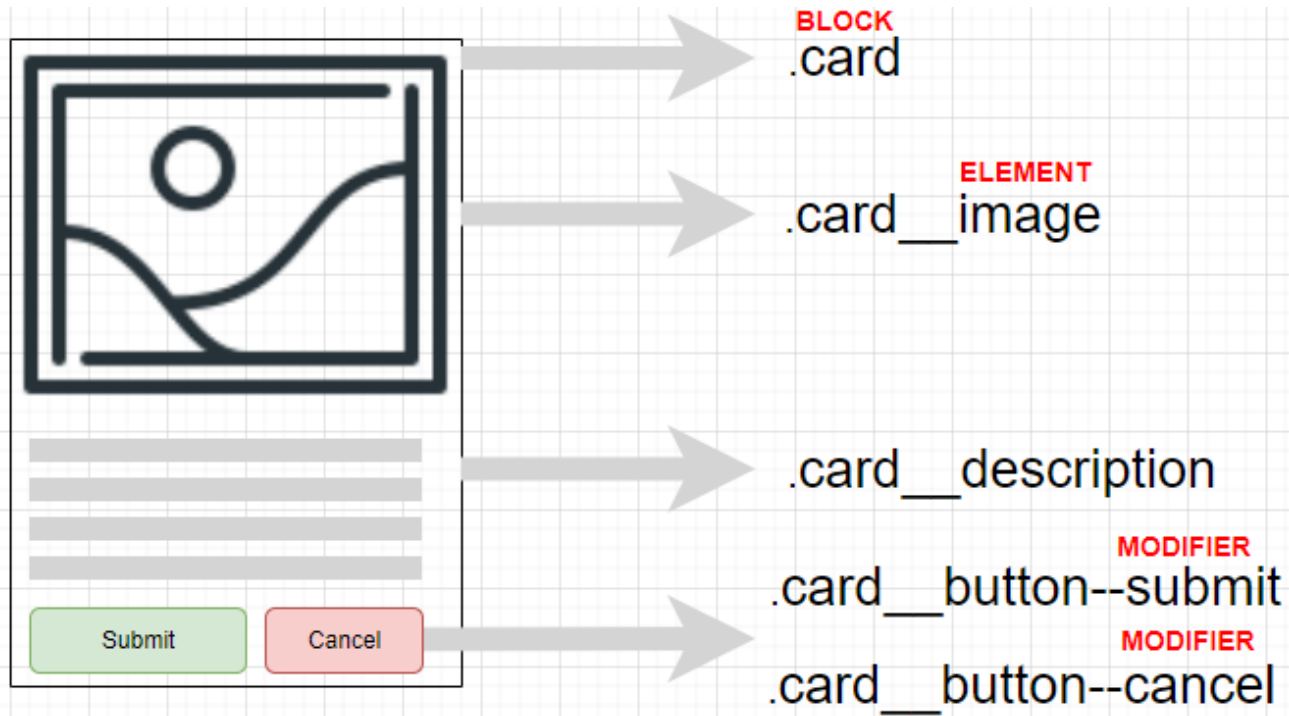 BLOCK
.card
ELEMENT
.card__image
.card__description
MODIFIER
.card__button--submit
Submit
Cancel
MODIFIER
.card__button--cancel